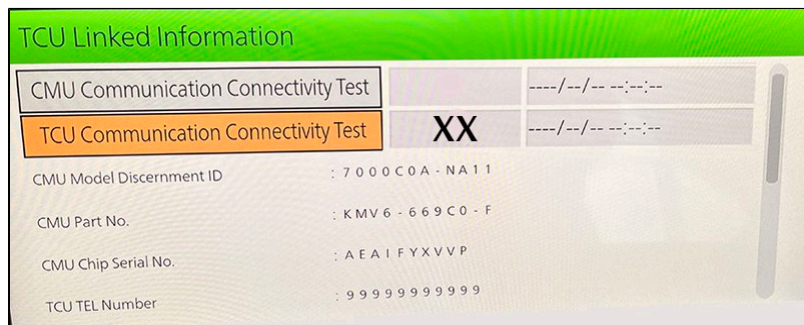 TCU Linked Information
CMU Communication Connectivity Test ----/--/-- --:--:--
TCU Communication Connectivity Test XX ----/--/-- --:--:--
CMU Model Discernment ID : 7000C0A-NA11
CMU Part No. : KMV6-669C0-F
CMU Chip Serial No. : AEAIFYXVVP
TCU TEL Number : 99999999999